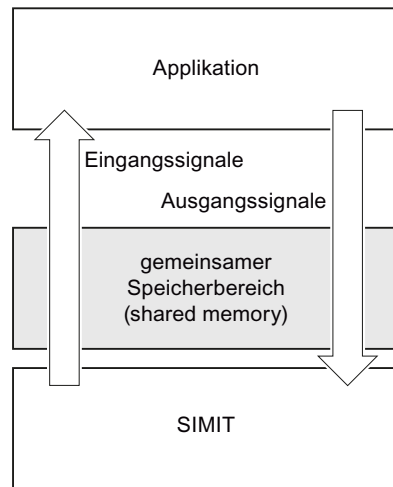 Applikation
Eingangssignale
Ausgangssignale
gemeinsamer
Speicherbereich
(shared memory)
SIMIT